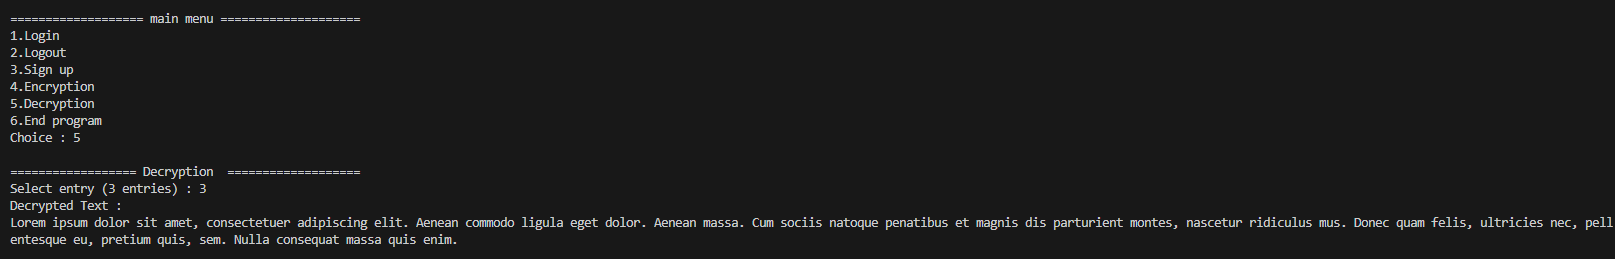 =================== main menu ====================
1.Login
2.Logout
3.Sign up
4.Encryption
5.Decryption
6.End program
Choice : 5
================== Decryption  ===================
Select entry (3 entries) : 3
Decrypted Text :
Lorem ipsum dolor sit amet, consectetuer adipiscing elit. Aenean commodo ligula eget dolor. Aenean massa. Cum sociis natoque penatibus et magnis dis parturient montes, nascetur ridiculus mus. Donec quam felis, ultricies nec, pell
entesque eu, pretium quis, sem. Nulla consequat massa quis enim.